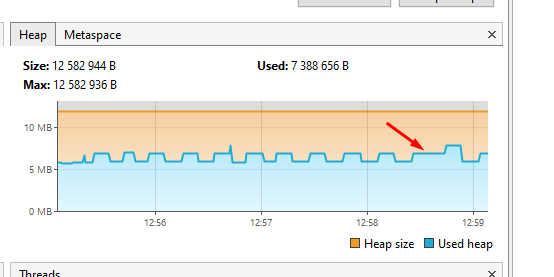 Heap Metaspace ×
Size: 12 582 944 B Used: 7 388 656 B
Max: 12 582 936 B
10 MB
5 MB
0 MB
12:56 12:57 12:58 12:59
Heap size Used heap
Threads